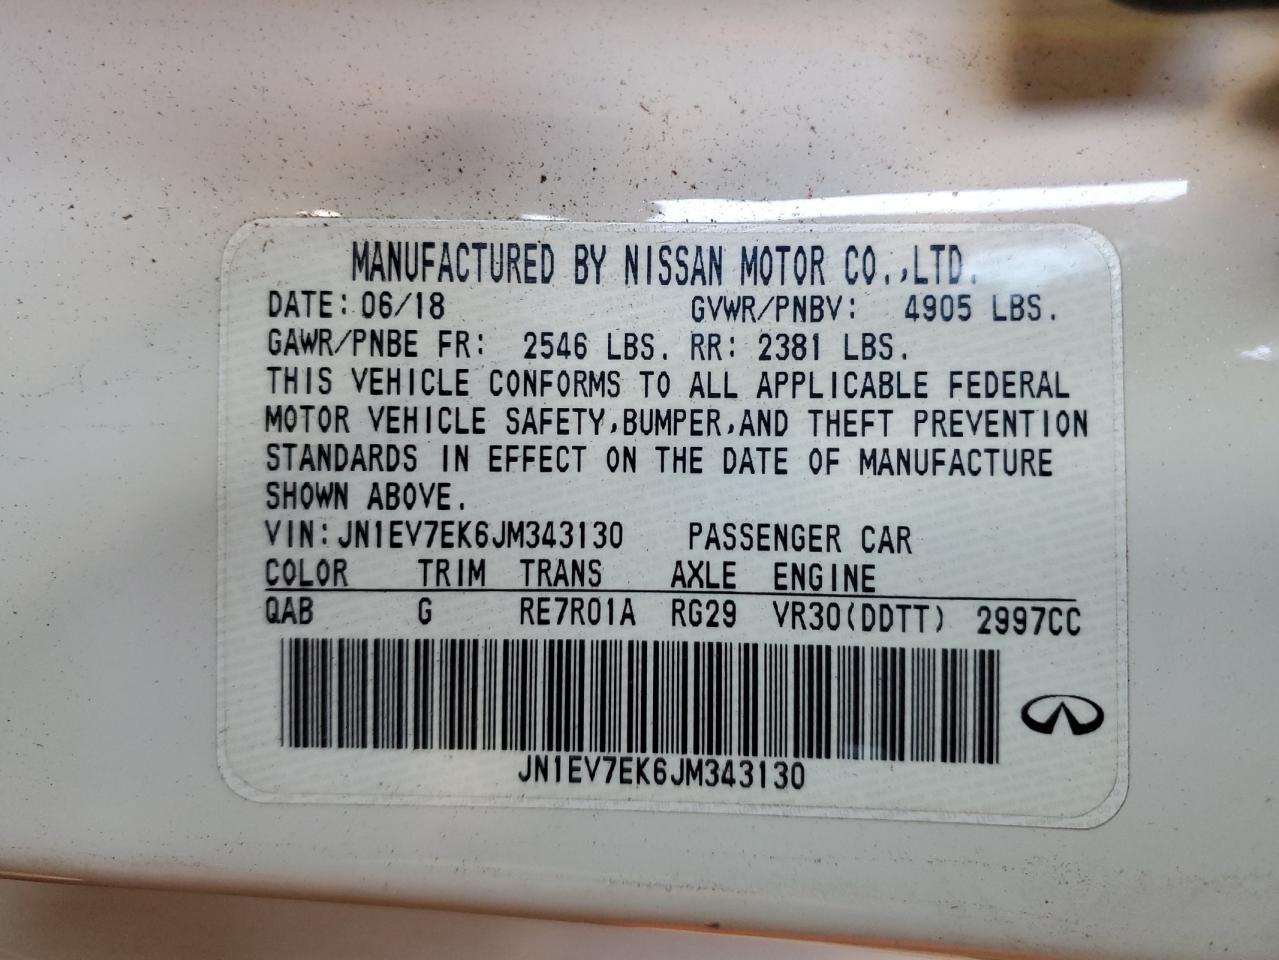 MANUFACTURED BY NISSAN MOTOR CO.,LTD.
DATE: 06/18 GVWR/PNBV: 4905 LBS.
GAWR/PNBE FR: 2546 LBS. RR: 2381 LBS.
THIS VEHICLE CONFORMS TO ALL APPLICABLE FEDERAL
MOTOR VEHICLE SAFETY,BUMPER,AND THEFT PREVENTION
STANDARDS IN EFFECT ON THE DATE OF MANUFACTURE
SHOWN ABOVE.
VIN: JN1EV7EK6JM343130 PASSENGER CAR
COLOR TRIM TRANS AXLE ENGINE
QAB G RE7R01A RG29 VR30(DDTT) 2997CC
JN1EV7EK6JM343130